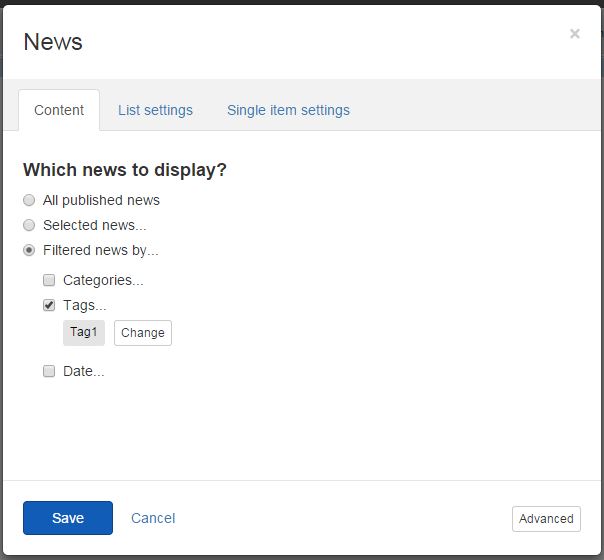 News
×
Content List settings Single item settings
Which news to display?
All published news
Selected news...
Filtered news by...
Categories...
Tags...
Tag1 Change
Date...
Save Cancel Advanced